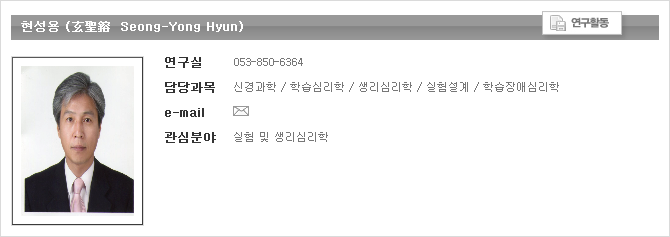 현성용 (玄聖鎔 Seong-Yong Hyun)
연구활동
연구실 053-850-6364
담당과목 신경과학 / 학습심리학 / 생리심리학 / 실험설계 / 학습장애심리학
e-mail
관심분야 실험 및 생리심리학